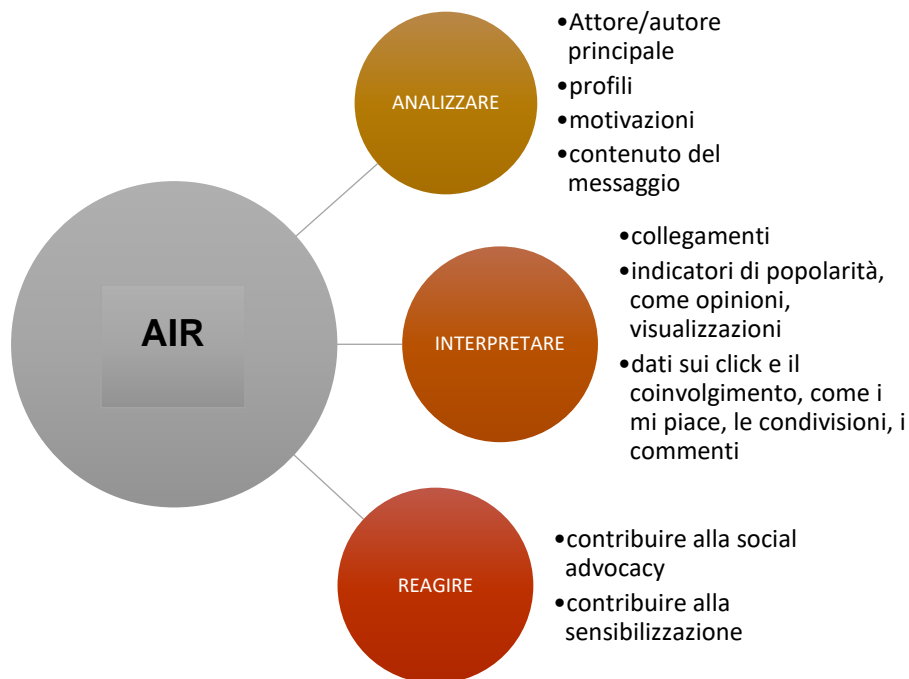 AIR
ANALIZZARE
•Attore/autore
principale
•profili
•motivazioni
•contenuto del
messaggio
INTERPRETARE
•collegamenti
•indicatori di popolarità,
come opinioni,
visualizzazioni
•dati sui click e il
coinvolgimento, come i
mi piace, le condivisioni, i
commenti
REAGIRE
•contribuire alla social
advocacy
•contribuire alla
sensibilizzazione